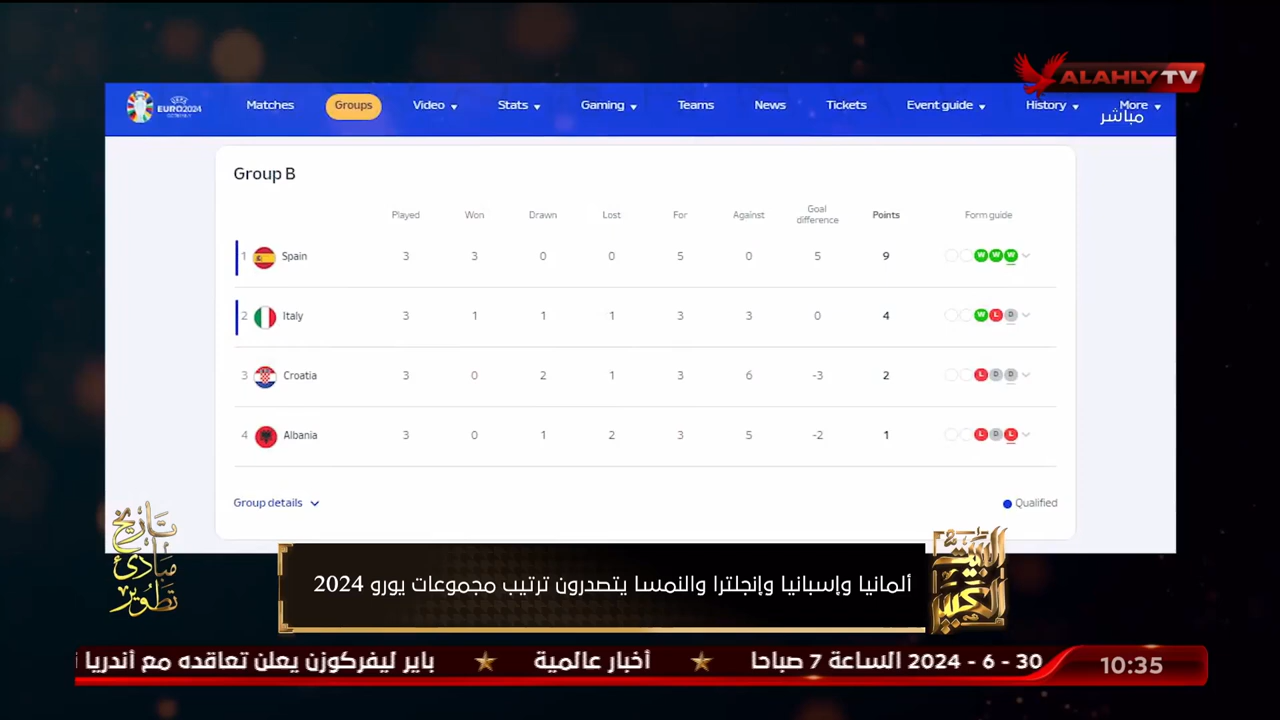 ALAHLY TV
مباشر
UEFA
EURO2024
GERMANY
Matches Groups Video Stats Gaming Teams News Tickets Event guide History More
Group B
Played Won Drawn Lost For Against Goal difference Points Form guide
1 Spain 3 3 0 0 5 0 5 9 W W W
2 Italy 3 1 1 1 3 3 0 4 W L D
3 Croatia 3 0 2 1 3 6 -3 2 L D D
4 Albania 3 0 1 2 3 5 -2 1 L D L
Group details Qualified
تاريخ
مبادئ
تطوير
البيت
الكبير
ألمانيا وإسبانيا وإنجلترا والنمسا يتصدرون ترتيب مجموعات يورو 2024
10:35
30 - 6 - 2024 الساعة 7 صباحا ★ أخبار عالمية ★ باير ليفركوزن يعلن تعاقده مع أندريا